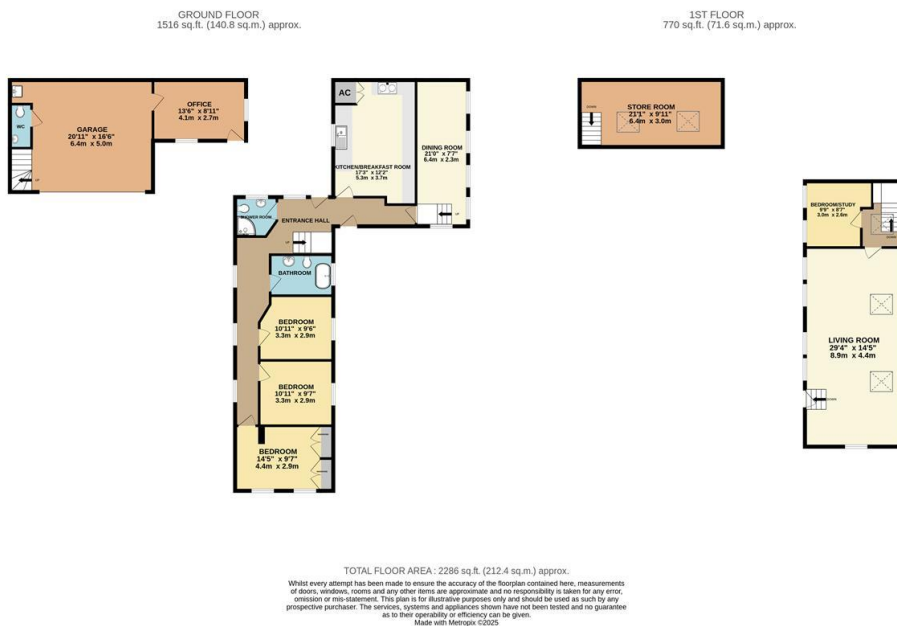 GROUND FLOOR
1516 sq.ft. (140.8 sq.m.) approx.
1ST FLOOR
770 sq.ft. (71.6 sq.m.) approx.
GARAGE
20'11" x 16'6"
6.4m x 5.0m
WC
UP
OFFICE
13'6" x 8'11"
4.1m x 2.7m
AC
KITCHEN/BREAKFAST ROOM
17'3" x 12'2"
5.3m x 3.7m
DINING ROOM
21'0" x 7'7"
6.4m x 2.3m
UP
SHOWER ROOM
ENTRANCE HALL
UP
BATHROOM
BEDROOM
10'11" x 9'6"
3.3m x 2.9m
BEDROOM
10'11" x 9'7"
3.3m x 2.9m
BEDROOM
14'5" x 9'7"
4.4m x 2.9m
STORE ROOM
21'1" x 9'11"
6.4m x 3.0m
DOWN
BEDROOM/STUDY
9'9" x 8'7"
3.0m x 2.6m
DOWN
LIVING ROOM
29'4" x 14'5"
8.9m x 4.4m
DOWN
TOTAL FLOOR AREA : 2286 sq.ft. (212.4 sq.m.) approx.
Whilst every attempt has been made to ensure the accuracy of the floorplan contained here, measurements
of doors, windows, rooms and any other items are approximate and no responsibility is taken for any error,
omission or mis-statement. This plan is for illustrative purposes only and should be used as such by any
prospective purchaser. The services, systems and appliances shown have not been tested and no guarantee
as to their operability or efficiency can be given.
Made with Metropix ©2025